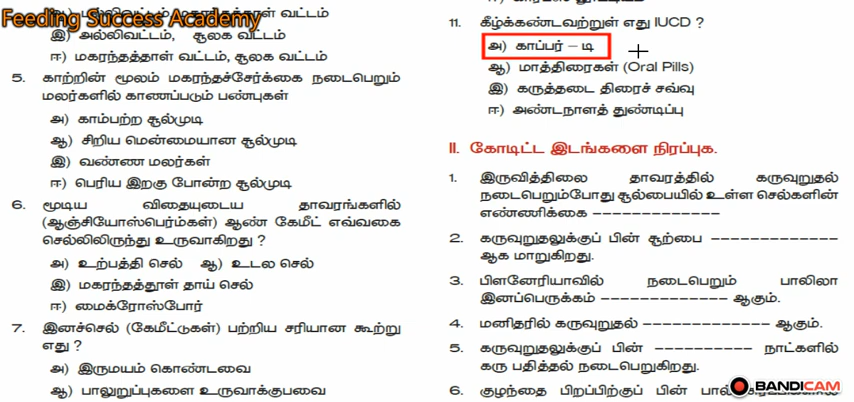 Feeding Success Academy
இ) அல்லிவட்டம், சூலக வட்டம்
ஈ) மகரந்தத்தாள் வட்டம், சூலக வட்டம்
5. காற்றின் மூலம் மகரந்தச்சேர்க்கை நடைபெறும்
மலர்களில் காணப்படும் பண்புகள்
அ) காம்பற்ற சூல்முடி
ஆ) சிறிய மென்மையான சூல்முடி
இ) வண்ண மலர்கள்
ஈ) பெரிய இறகு போன்ற சூல்முடி
6. மூடிய விதையுடைய தாவரங்களில்
(ஆஞ்சியோஸ்பெர்ம்கள்) ஆண் கேமீட் எவ்வகை
செல்லிலிருந்து உருவாகிறது ?
அ) உற்பத்தி செல் ஆ) உடல செல்
இ) மகரந்தத்தூள் தாய் செல்
ஈ) மைக்ரோஸ்போர்
7. இனச்செல் (கேமீட்டுகள்) பற்றிய சரியான கூற்று
எது ?
அ) இருமயம் கொண்டவை
ஆ) பாலுறுப்புகளை உருவாக்குபவை
11. கீழ்க்கண்டவற்றுள் எது IUCD ?
அ) காப்பர் – டி
ஆ) மாத்திரைகள் (Oral Pills)
இ) கருத்தடை திரைச் சவ்வு
ஈ) அண்டநாளத் துண்டிப்பு
II. கோடிட்ட இடங்களை நிரப்புக.
1. இருவித்திலை தாவரத்தில் கருவுறுதல்
நடைபெறும்போது சூல்பையில் உள்ள செல்களின்
எண்ணிக்கை –––––––––––––
2. கருவுறுதலுக்குப் பின் சூற்பை –––––––––––––
ஆக மாறுகிறது.
3. பிளனேரியாவில் நடைபெறும் பாலிலா
இனப்பெருக்கம் ––––––––––––– ஆகும்.
4. மனிதரில் கருவுறுதல் ––––––––––––– ஆகும்.
5. கருவுறுதலுக்குப் பின் –––––––––– நாட்களில்
கரு பதித்தல் நடைபெறுகிறது.
6. குழந்தை பிறப்பிற்குப் பின் பால்
BANDICAM